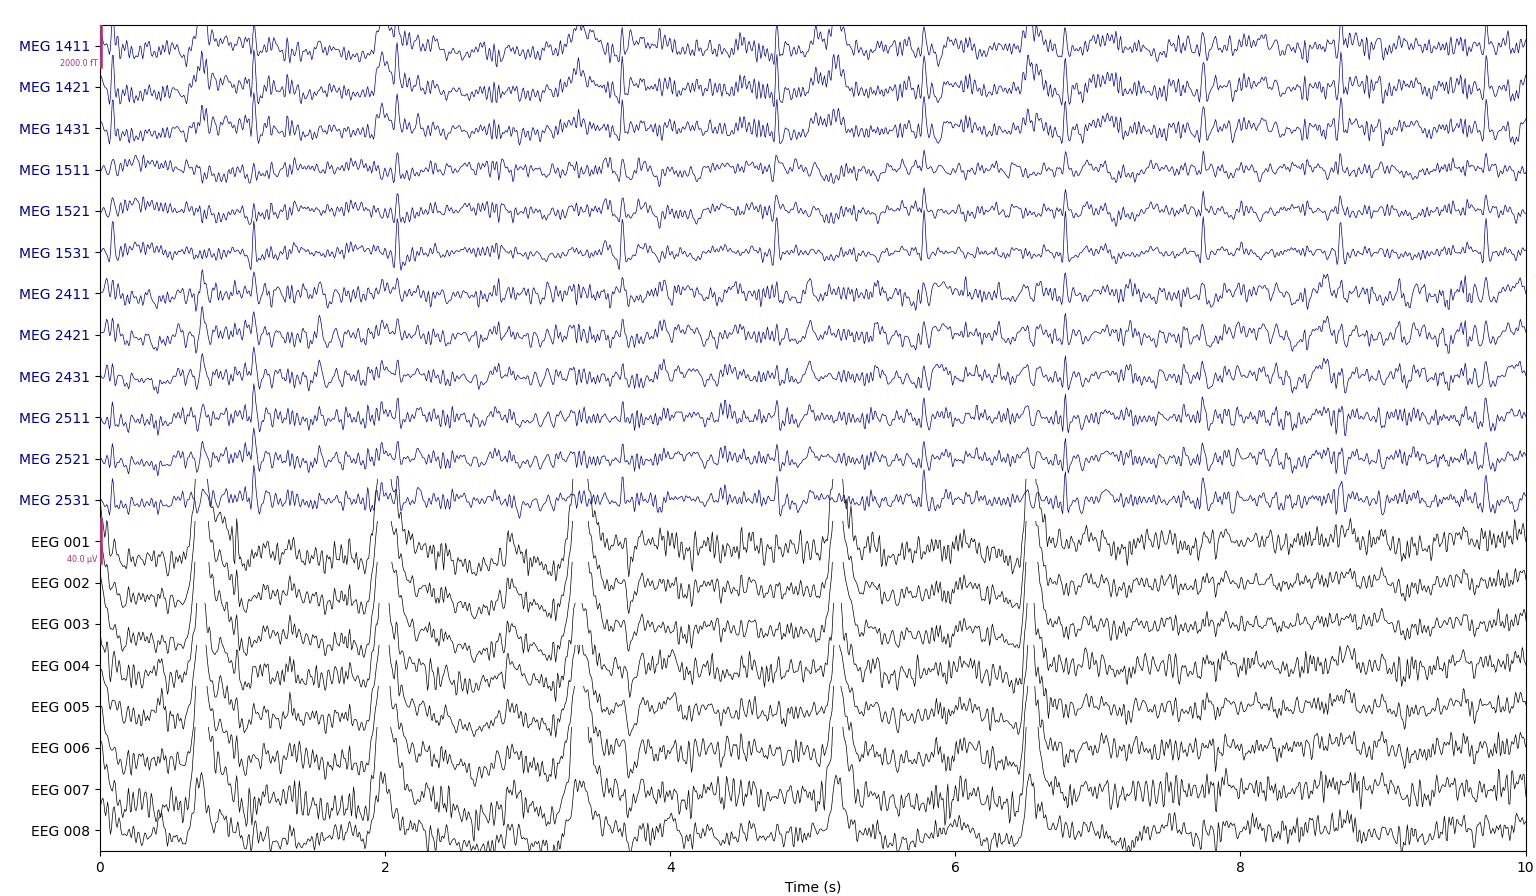 MEG 1411
2000.0 fT
MEG 1421
MEG 1431
MEG 1511
MEG 1521
MEG 1531
MEG 2411
MEG 2421
MEG 2431
MEG 2511
MEG 2521
MEG 2531
EEG 001
40.0 µV
EEG 002
EEG 003
EEG 004
EEG 005
EEG 006
EEG 007
EEG 008
0 2 4 6 8 10
Time (s)